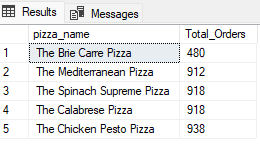 Results Messages
pizza_name Total_Orders
1 The Brie Carre Pizza 480
2 The Mediterranean Pizza 912
3 The Spinach Supreme Pizza 918
4 The Calabrese Pizza 918
5 The Chicken Pesto Pizza 938